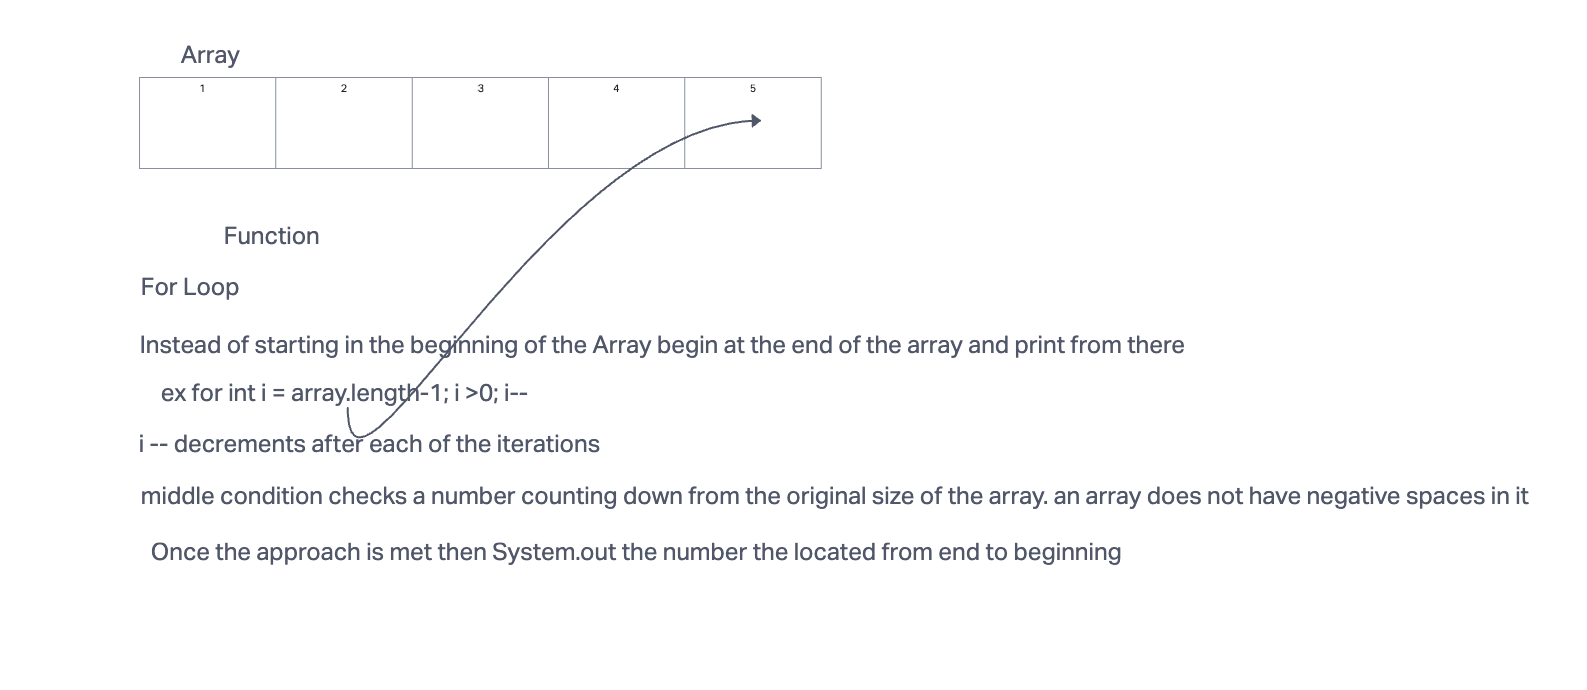 Array
1 2 3 4 5
Function
For Loop
Instead of starting in the beginning of the Array begin at the end of the array and print from there
ex for int i = array.length-1; i >0; i--
i -- decrements after each of the iterations
middle condition checks a number counting down from the original size of the array. an array does not have negative spaces in it
Once the approach is met then System.out the number the located from end to beginning